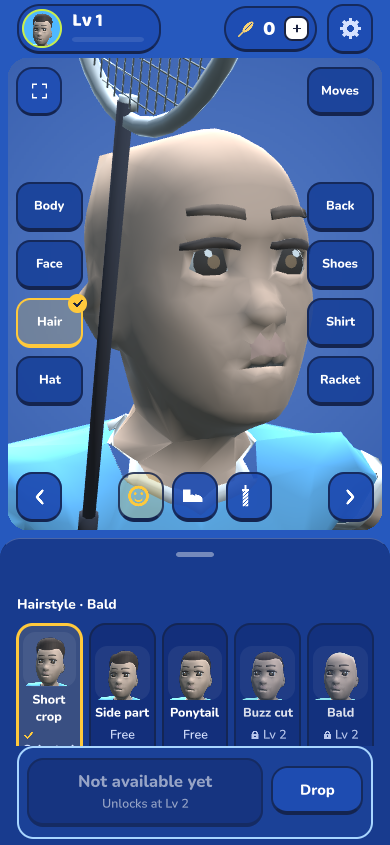 Lv 1
0
+
Moves
Body
Back
Face
Shoes
Hair
Shirt
Hat
Racket
Hairstyle · Bald
Short
crop
Side part
Free
Ponytail
Free
Buzz cut
Lv 2
Bald
Lv 2
Not available yet
Unlocks at Lv 2
Drop